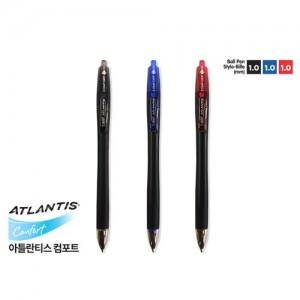 Ball Pen
Stylo-Bille
(mm)
1.0 1.0 1.0
ATLANTIS
Comfort
아틀란티스 컴포트